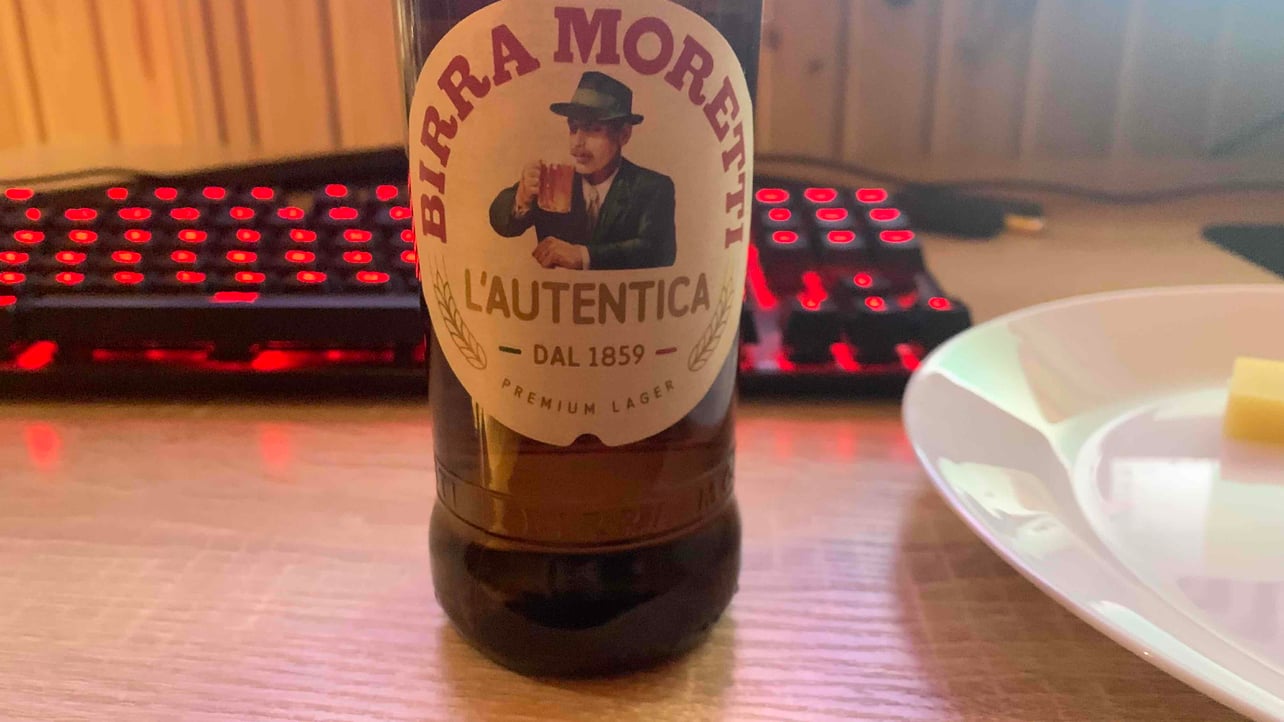 BIRRA MORETTI
L'AUTENTICA
DAL 1859
PREMIUM LAGER